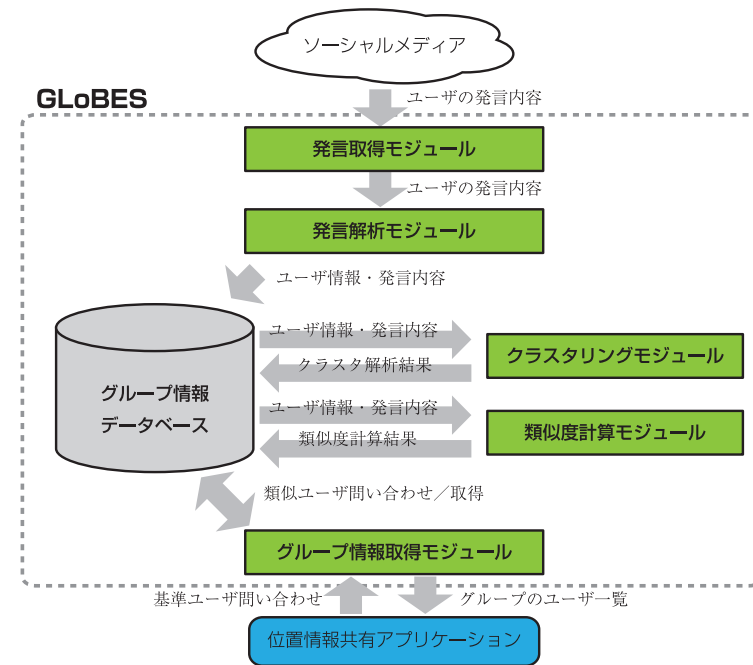 ソーシャルメディア
GLoBES
ユーザの発言内容
発言取得モジュール
ユーザの発言内容
発言解析モジュール
ユーザ情報・発言内容
ユーザ情報・発言内容
クラスタ解析結果
クラスタリングモジュール
グループ情報
データベース
ユーザ情報・発言内容
類似度計算結果
類似度計算モジュール
類似ユーザ問い合わせ／取得
グループ情報取得モジュール
基準ユーザ問い合わせ
グループのユーザ一覧
位置情報共有アプリケーション